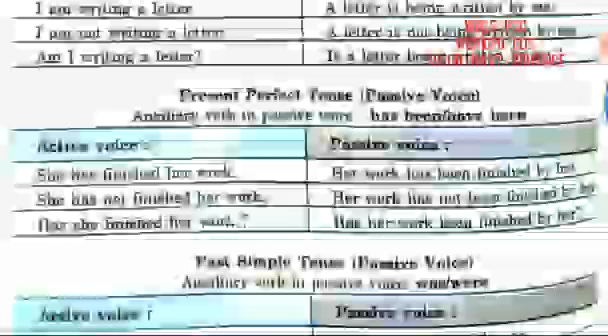 I am writing a letter A letter is being written by me
I am not writing a letter A letter is not being written by me
Am I writing a letter? Is a letter being
Present Perfect Tense (Passive Voice)
Auxiliary verb in passive voice has been/have been
Active voice : Passive voice :
She has finished her work. Her work has been finished by her
She has not finished her work. Her work has not been finished by her
Has she finished her work? Has her work been finished by her?
Past Simple Tense (Passive Voice)
Auxiliary verb in passive voice was/were
Active voice : Passive voice :